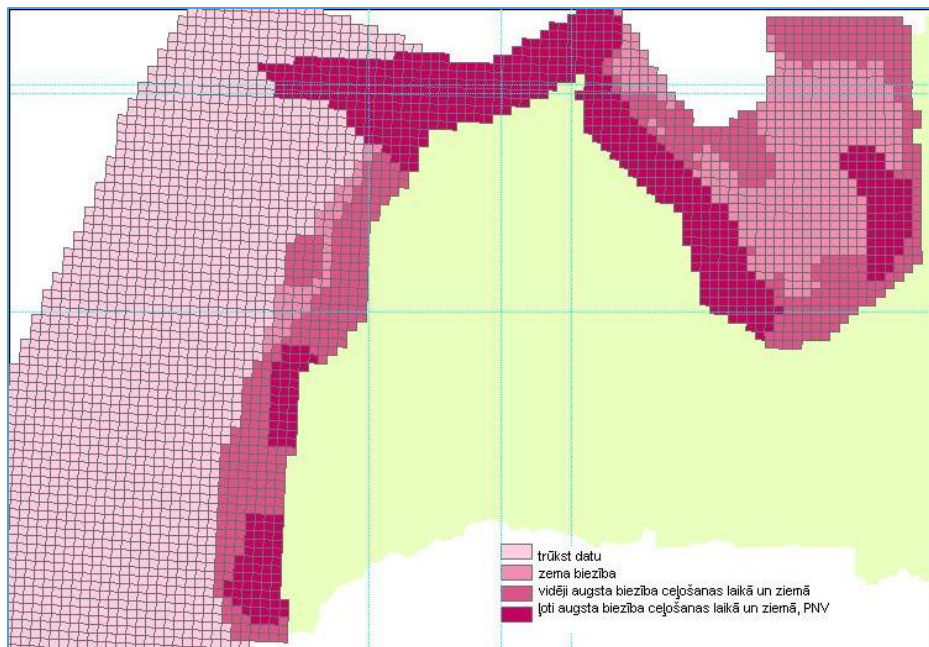 trūkst datu
zema biezība
vidēji augsta biezība ceļošanas laikā un ziemā
ļoti augsta biezība ceļošanas laikā un ziemā, PNV